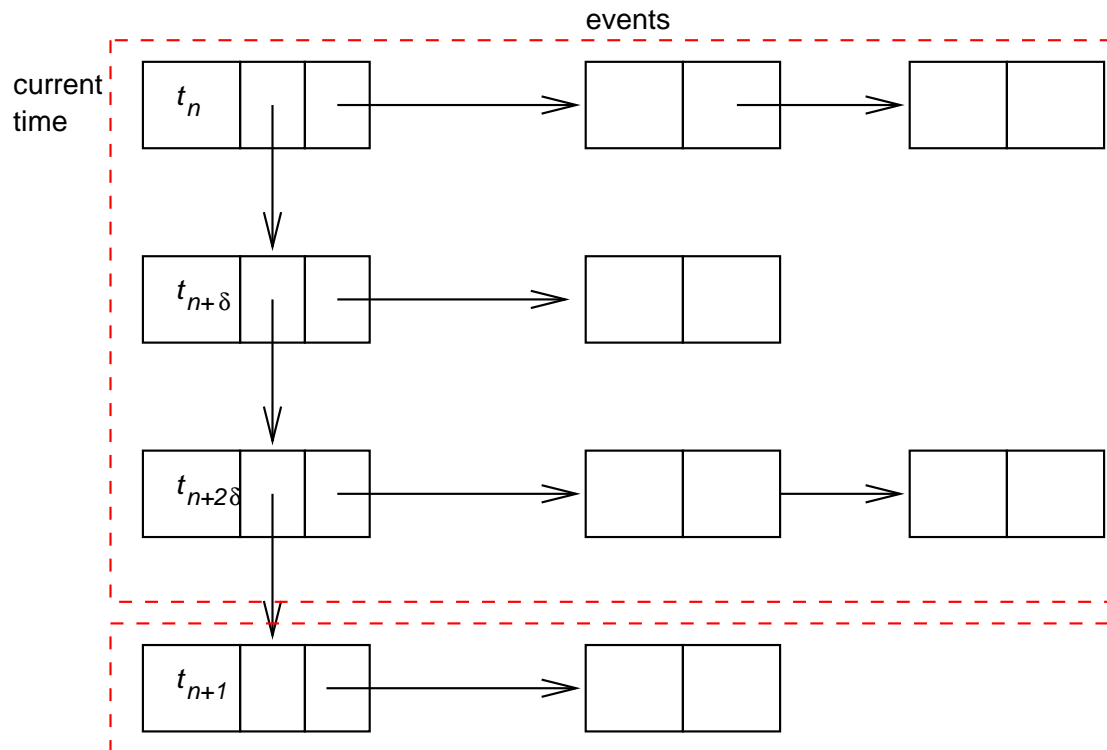 events
current
time
t_n
t_{n+δ}
t_{n+2δ}
t_{n+1}